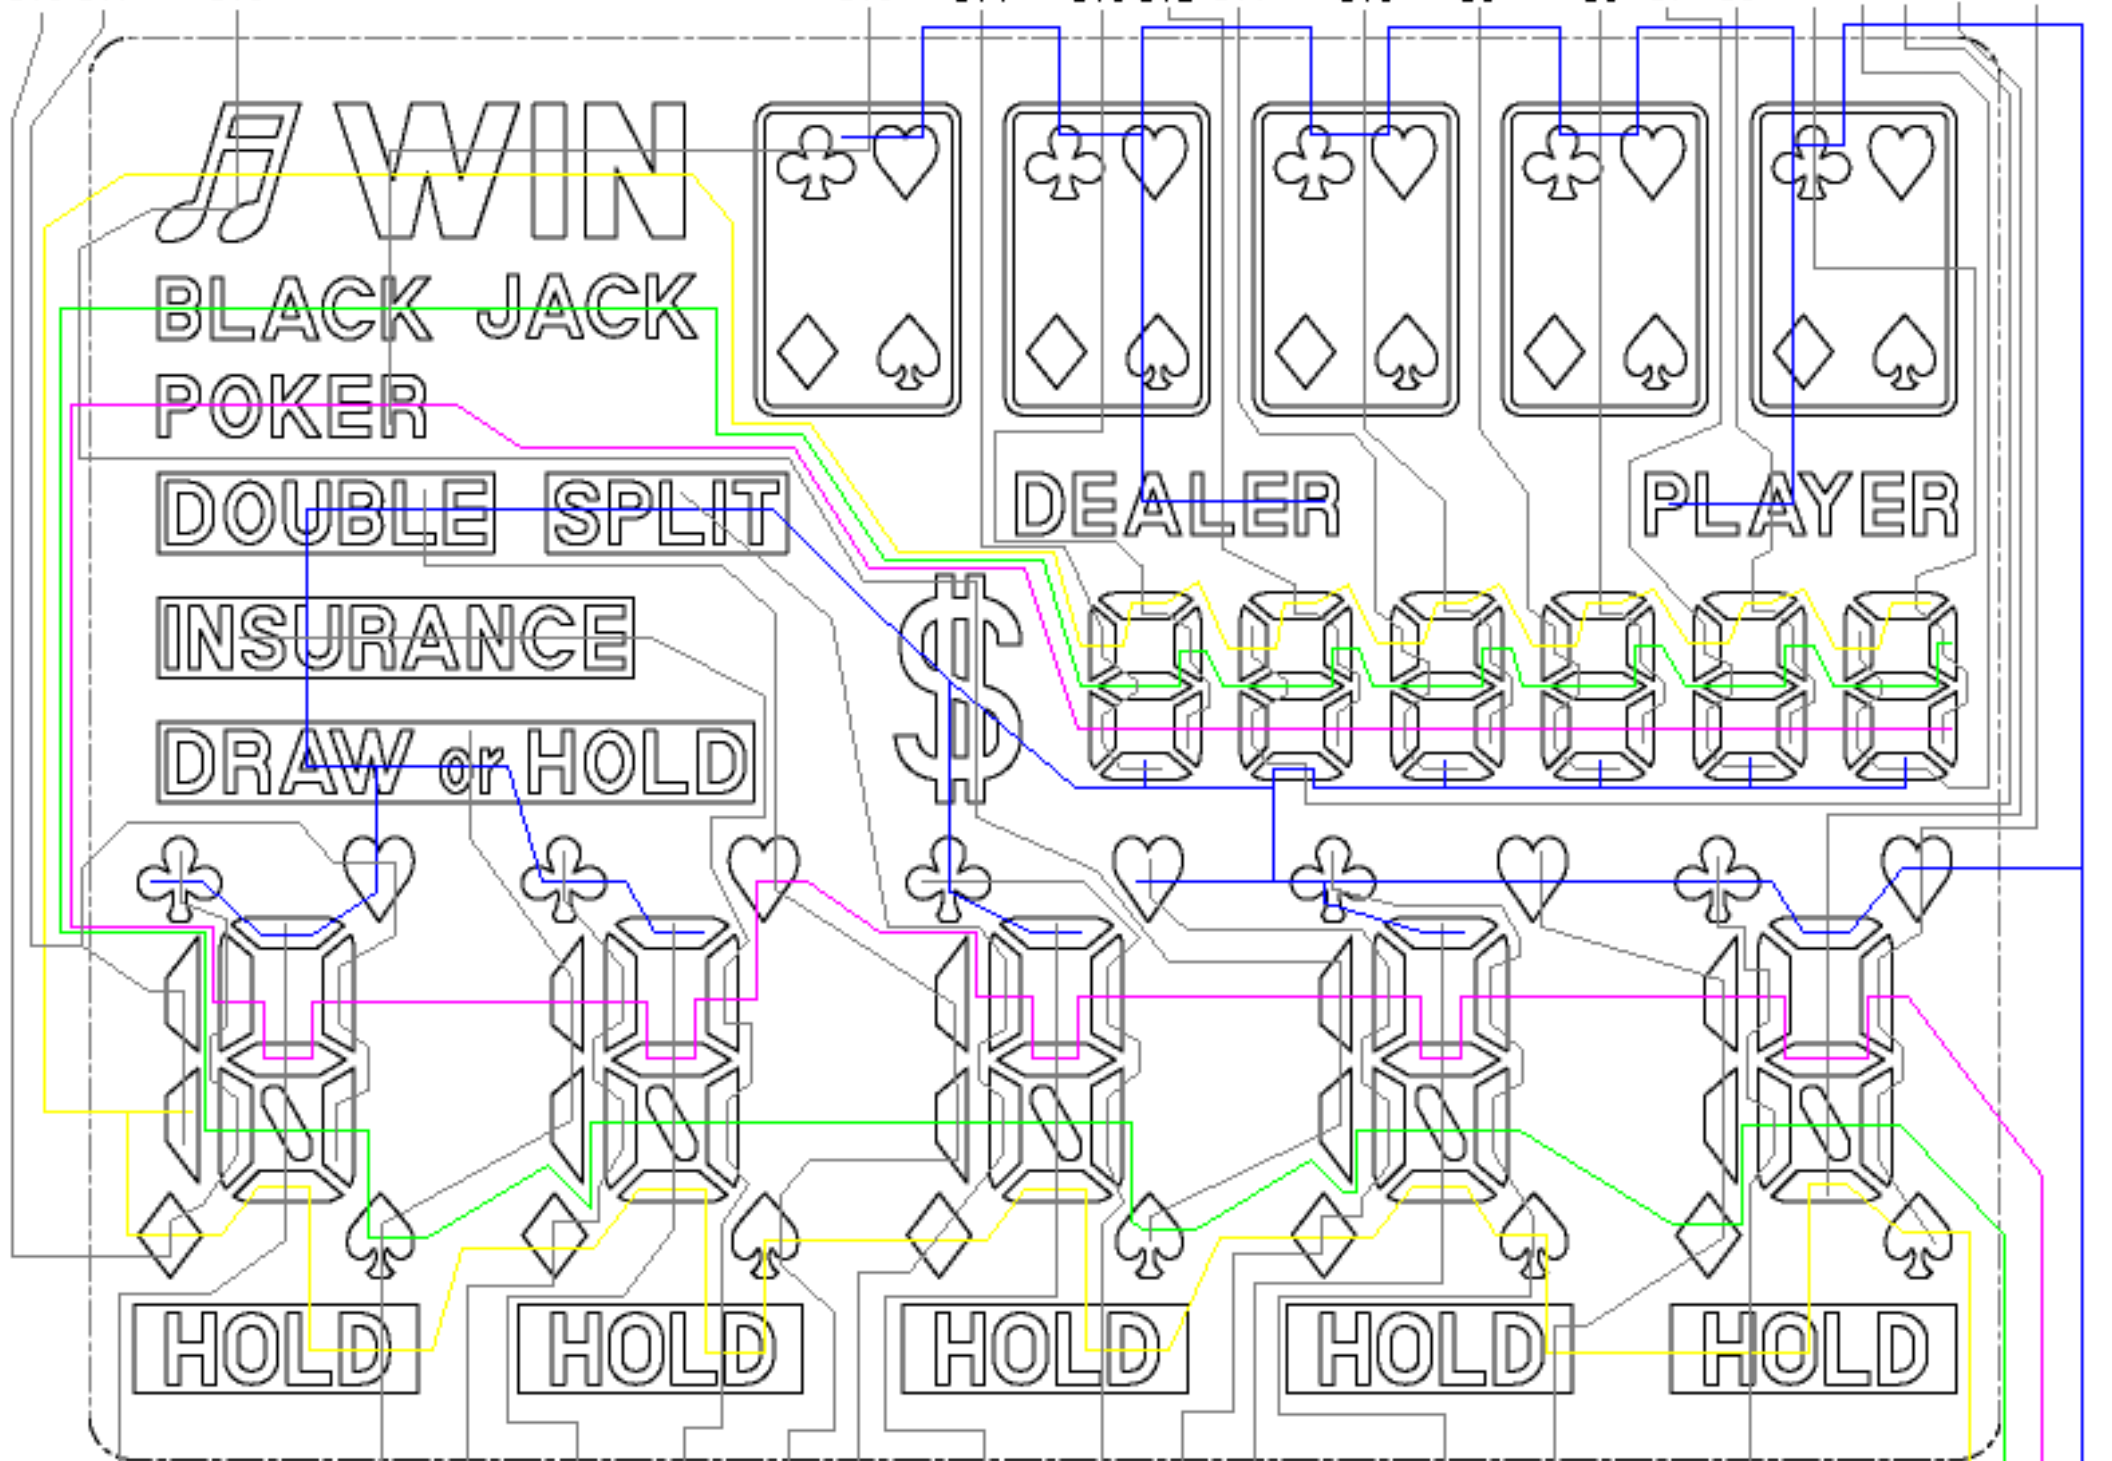 WIN
BLACK JACK
POKER
DOUBLE SPLIT DEALER PLAYER
INSURANCE $
DRAW or HOLD
HOLD HOLD HOLD HOLD HOLD